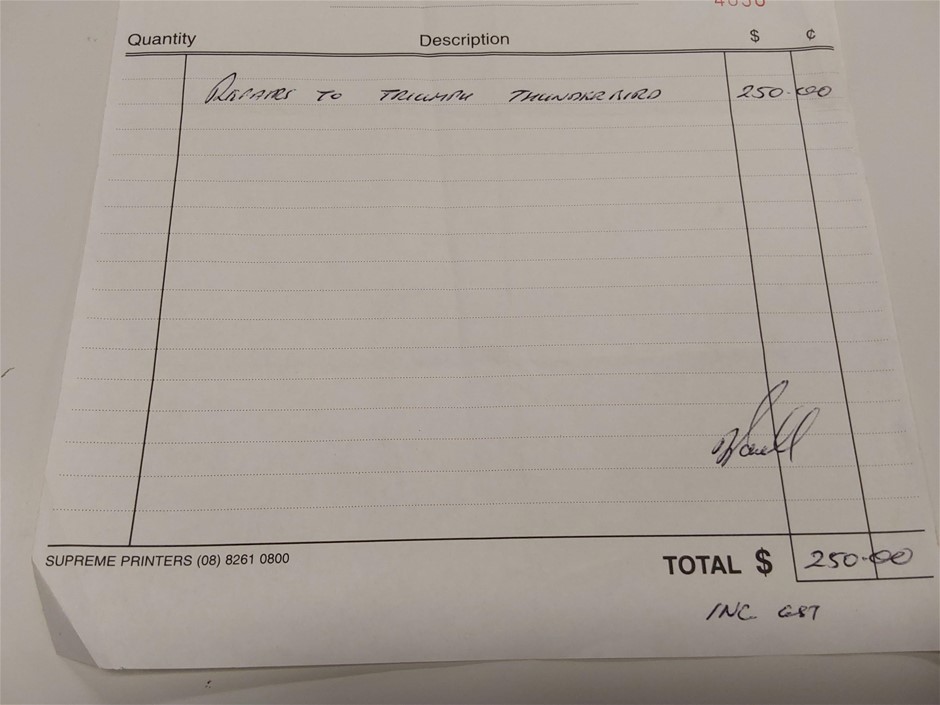 Quantity Description $ ¢
REPAIRS TO TRIUMPH THUNDERBIRD 250.00
SUPREME PRINTERS (08) 8261 0800 TOTAL $ 250.00
INC GST